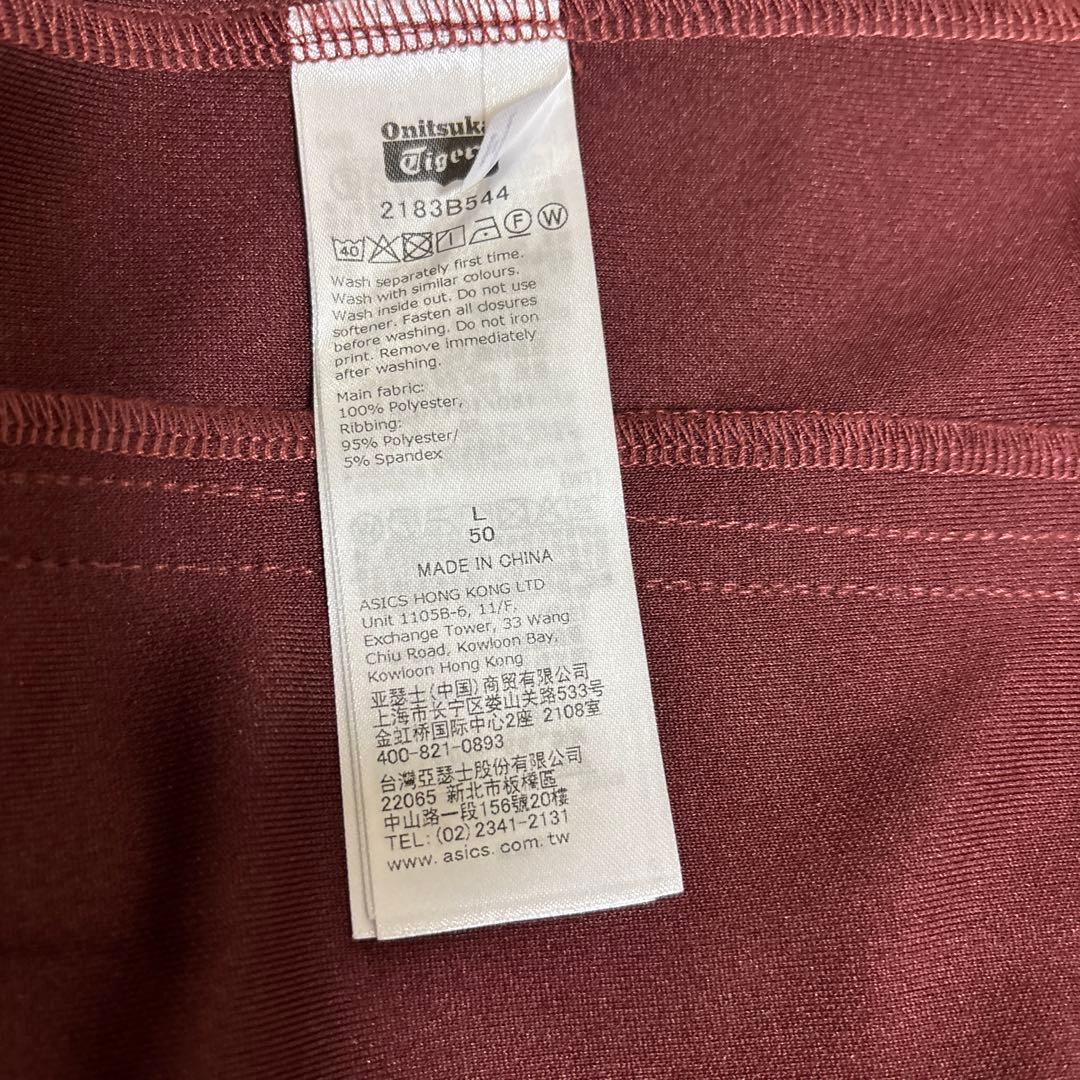 Onitsuka
Tiger
2183B544
40 F W
Wash separately first time.
Wash with similar colours.
Wash inside out. Do not use
softener. Fasten all closures
before washing. Do not iron
print. Remove immediately
after washing.
Main fabric:
100% Polyester,
Ribbing:
95% Polyester/
5% Spandex
L
50
MADE IN CHINA
ASICS HONG KONG LTD
Unit 1105B-6, 11/F,
Exchange Tower, 33 Wang
Chiu Road, Kowloon Bay,
Kowloon Hong Kong
亚瑟士(中国)商贸有限公司
上海市长宁区娄山关路533号
金虹桥国际中心2座 2108室
400-821-0893
台灣亞瑟士股份有限公司
22065 新北市板橋區
中山路一段156號20樓
TEL:(02)2341-2131
www.asics.com.tw